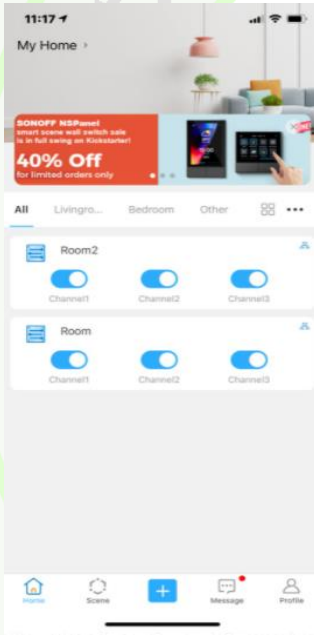 11:17
My Home >
SONOFF NSPanel
smart scene wall switch sale
is in full swing on Kickstarter!
40% Off
for limited orders only
All Livingro... Bedroom Other
Room2
Channel1 Channel2 Channel3
Room
Channel1 Channel2 Channel3
Home Scene Message Profile